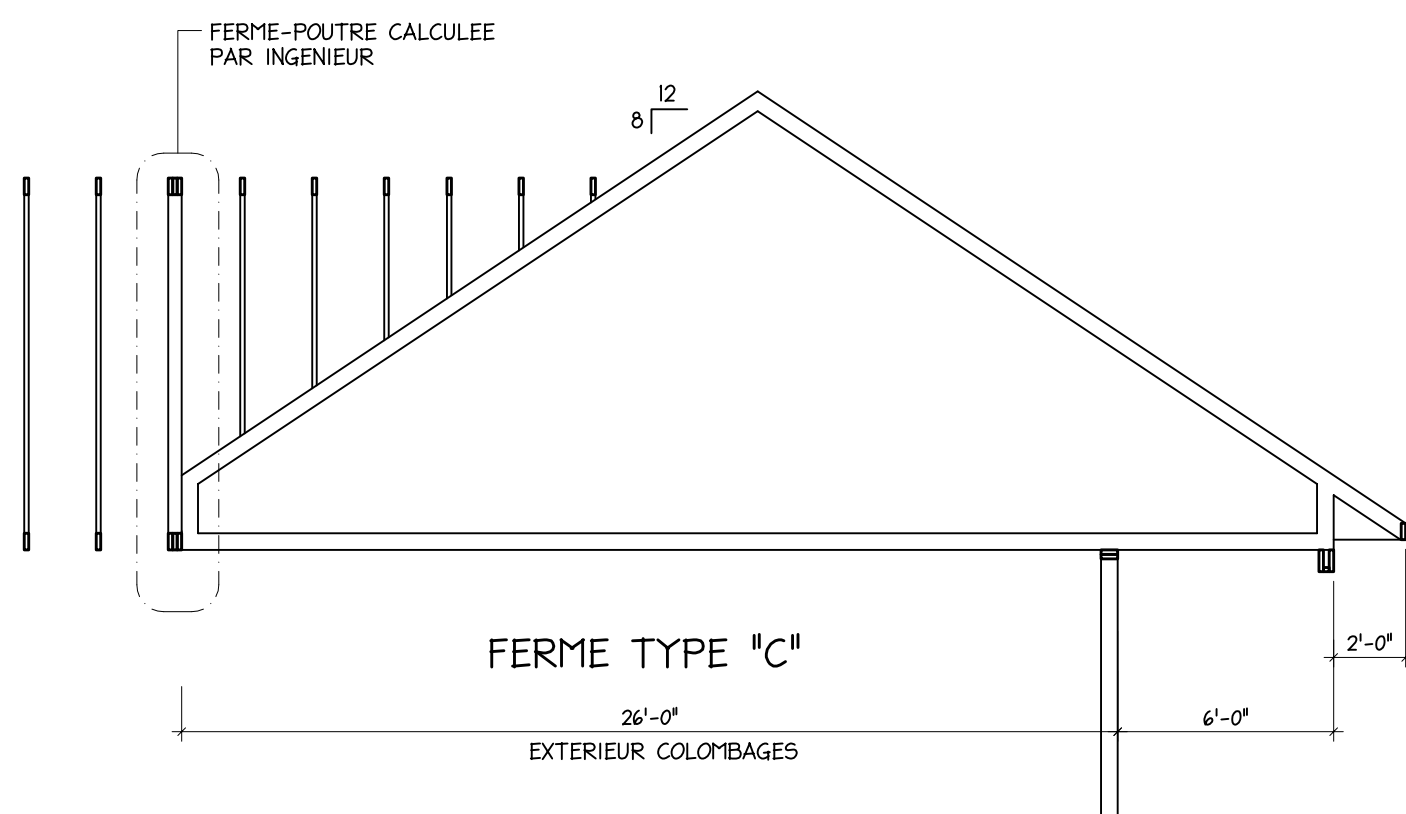 FERME-POUTRE CALCULEE
PAR INGENIEUR
12
8
FERME TYPE "C"
2'-0"
26'-0"
6'-0"
EXTERIEUR COLOMBAGES